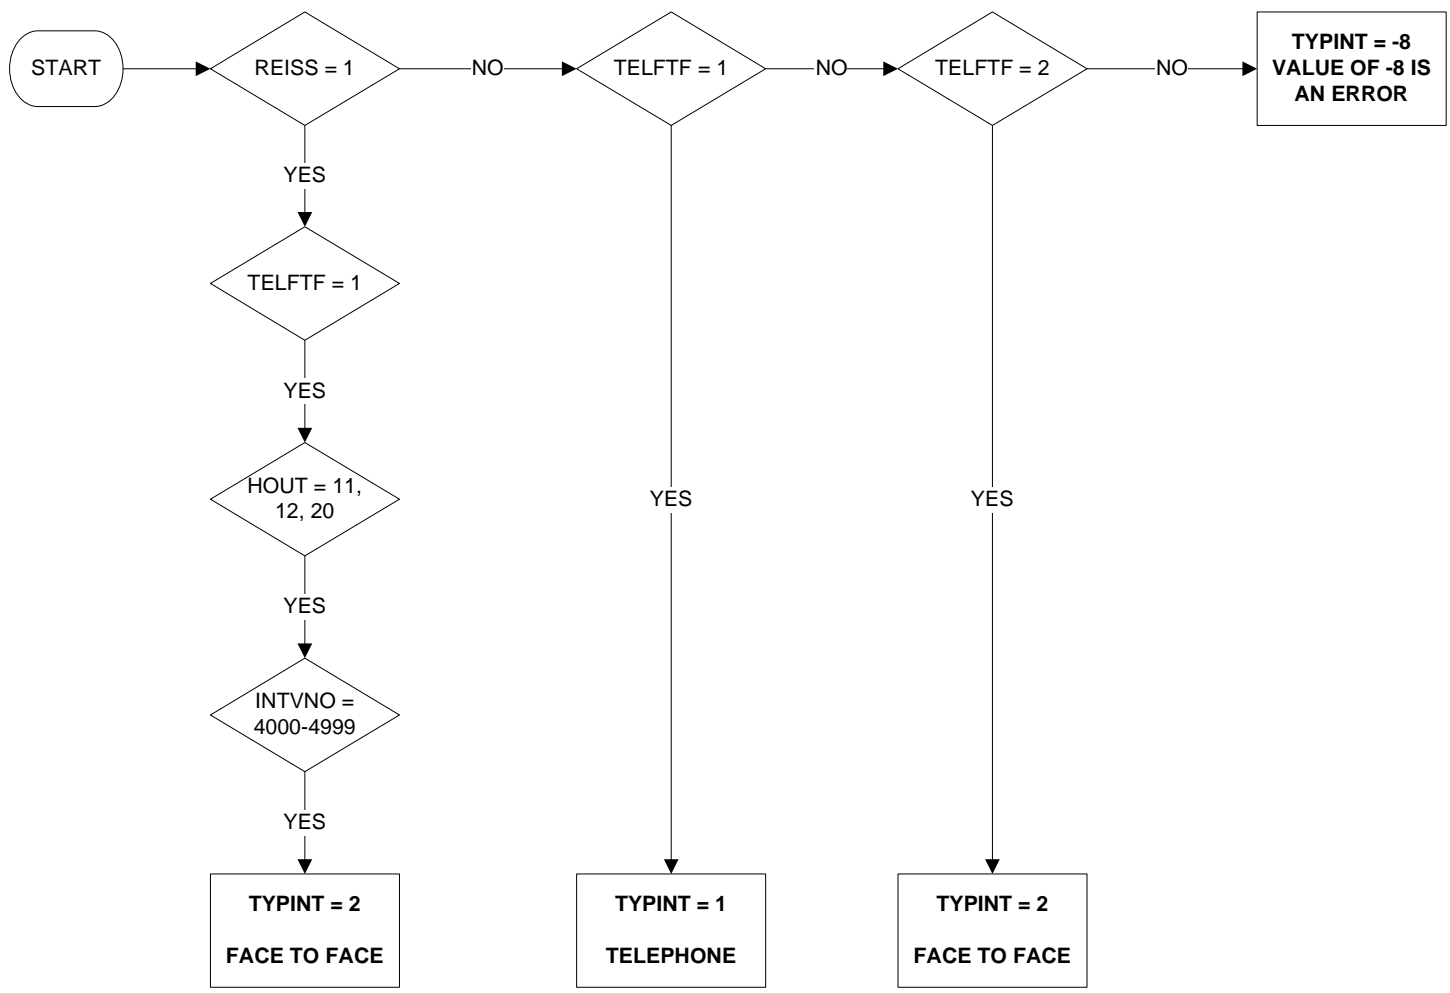 START
REISS = 1
NO
TELFTF = 1
NO
TELFTF = 2
NO
TYPINT = -8
VALUE OF -8 IS
AN ERROR
YES
TELFTF = 1
YES
HOUT = 11,
12, 20
YES
YES
YES
INTVNO =
4000-4999
YES
TYPINT = 2
FACE TO FACE
TYPINT = 1
TELEPHONE
TYPINT = 2
FACE TO FACE